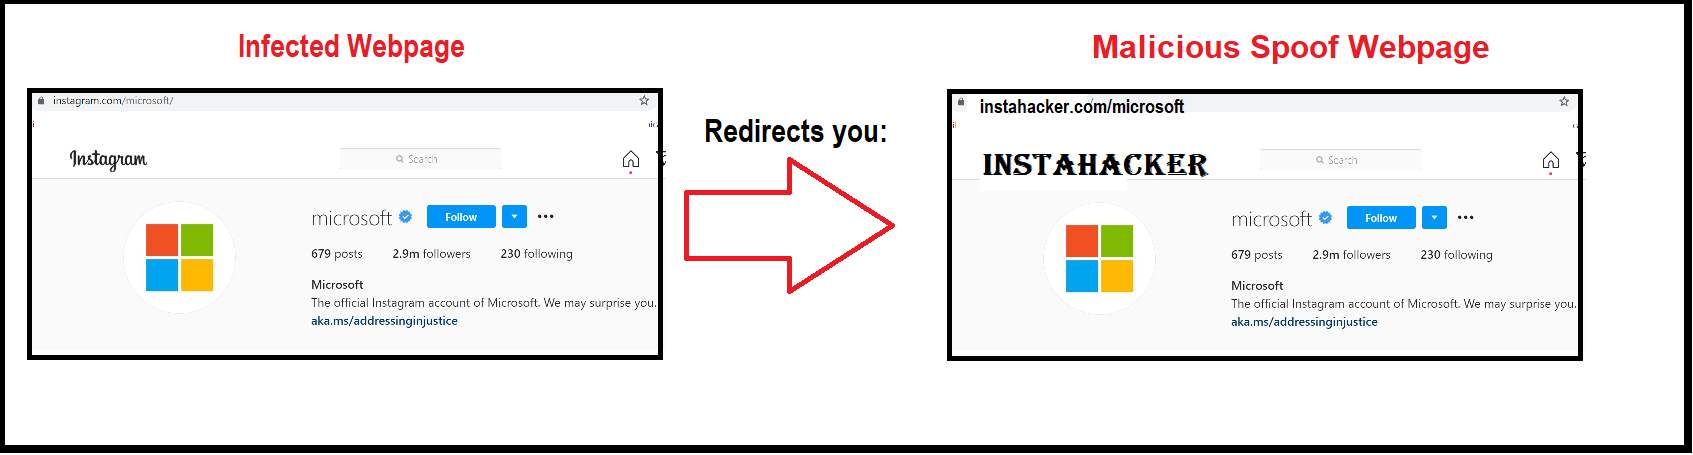 Infected Webpage
instagram.com/microsoft/
Instagram
Search
microsoft Follow
679 posts 2.9m followers 230 following
Microsoft
The official Instagram account of Microsoft. We may surprise you.
aka.ms/addressinginjustice
Redirects you:
Malicious Spoof Webpage
instahacker.com/microsoft
INSTAHACKER
Search
microsoft Follow
679 posts 2.9m followers 230 following
Microsoft
The official Instagram account of Microsoft. We may surprise you.
aka.ms/addressinginjustice